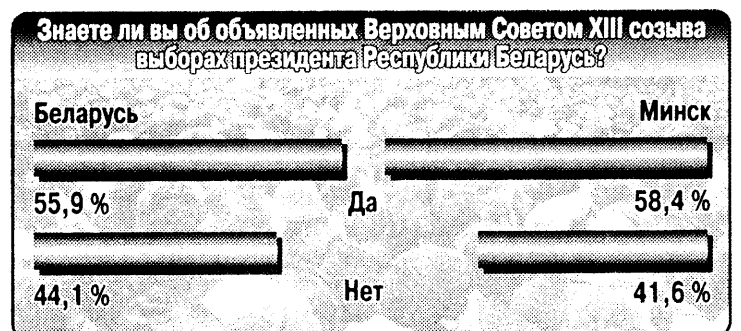 Знаете ли вы об объявленных Верховным Советом XIII созыва
выборах президента Республики Беларусь?
Беларусь Минск
55,9 % Да 58,4 %
44,1 % Нет 41,6 %